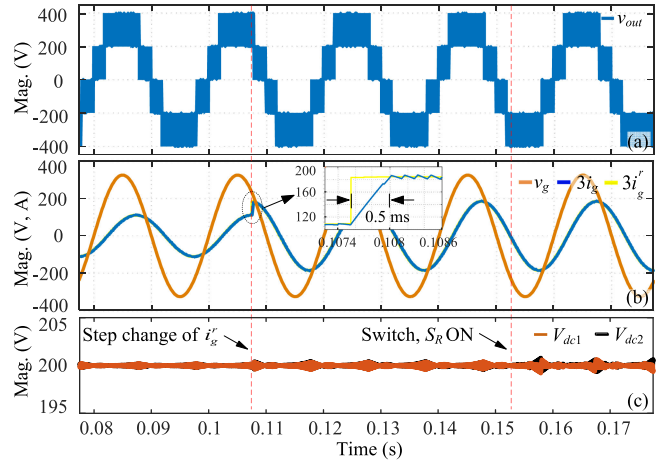 400
200
0
-200
-400
Mag. (V)
v_out
(a)
400
200
0
-200
-400
Mag. (V, A)
200
160
120
0.5 ms
0.1074 0.108 0.1086
v_g 3i_g 3i_g^r
(b)
205
200
195
Mag. (V)
Step change of i_g^r
Switch, S_R ON
V_dc1 V_dc2
(c)
0.08 0.09 0.1 0.11 0.12 0.13 0.14 0.15 0.16 0.17
Time (s)